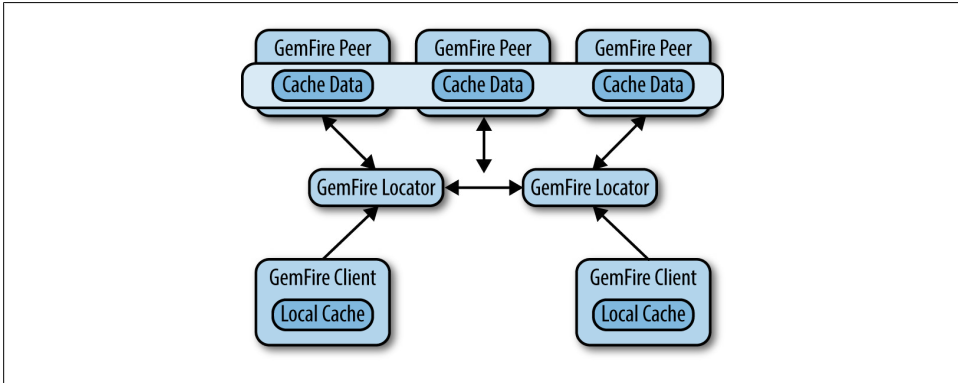 GemFire Peer
GemFire Peer
GemFire Peer
Cache Data
Cache Data
Cache Data
GemFire Locator
GemFire Locator
GemFire Client
GemFire Client
Local Cache
Local Cache